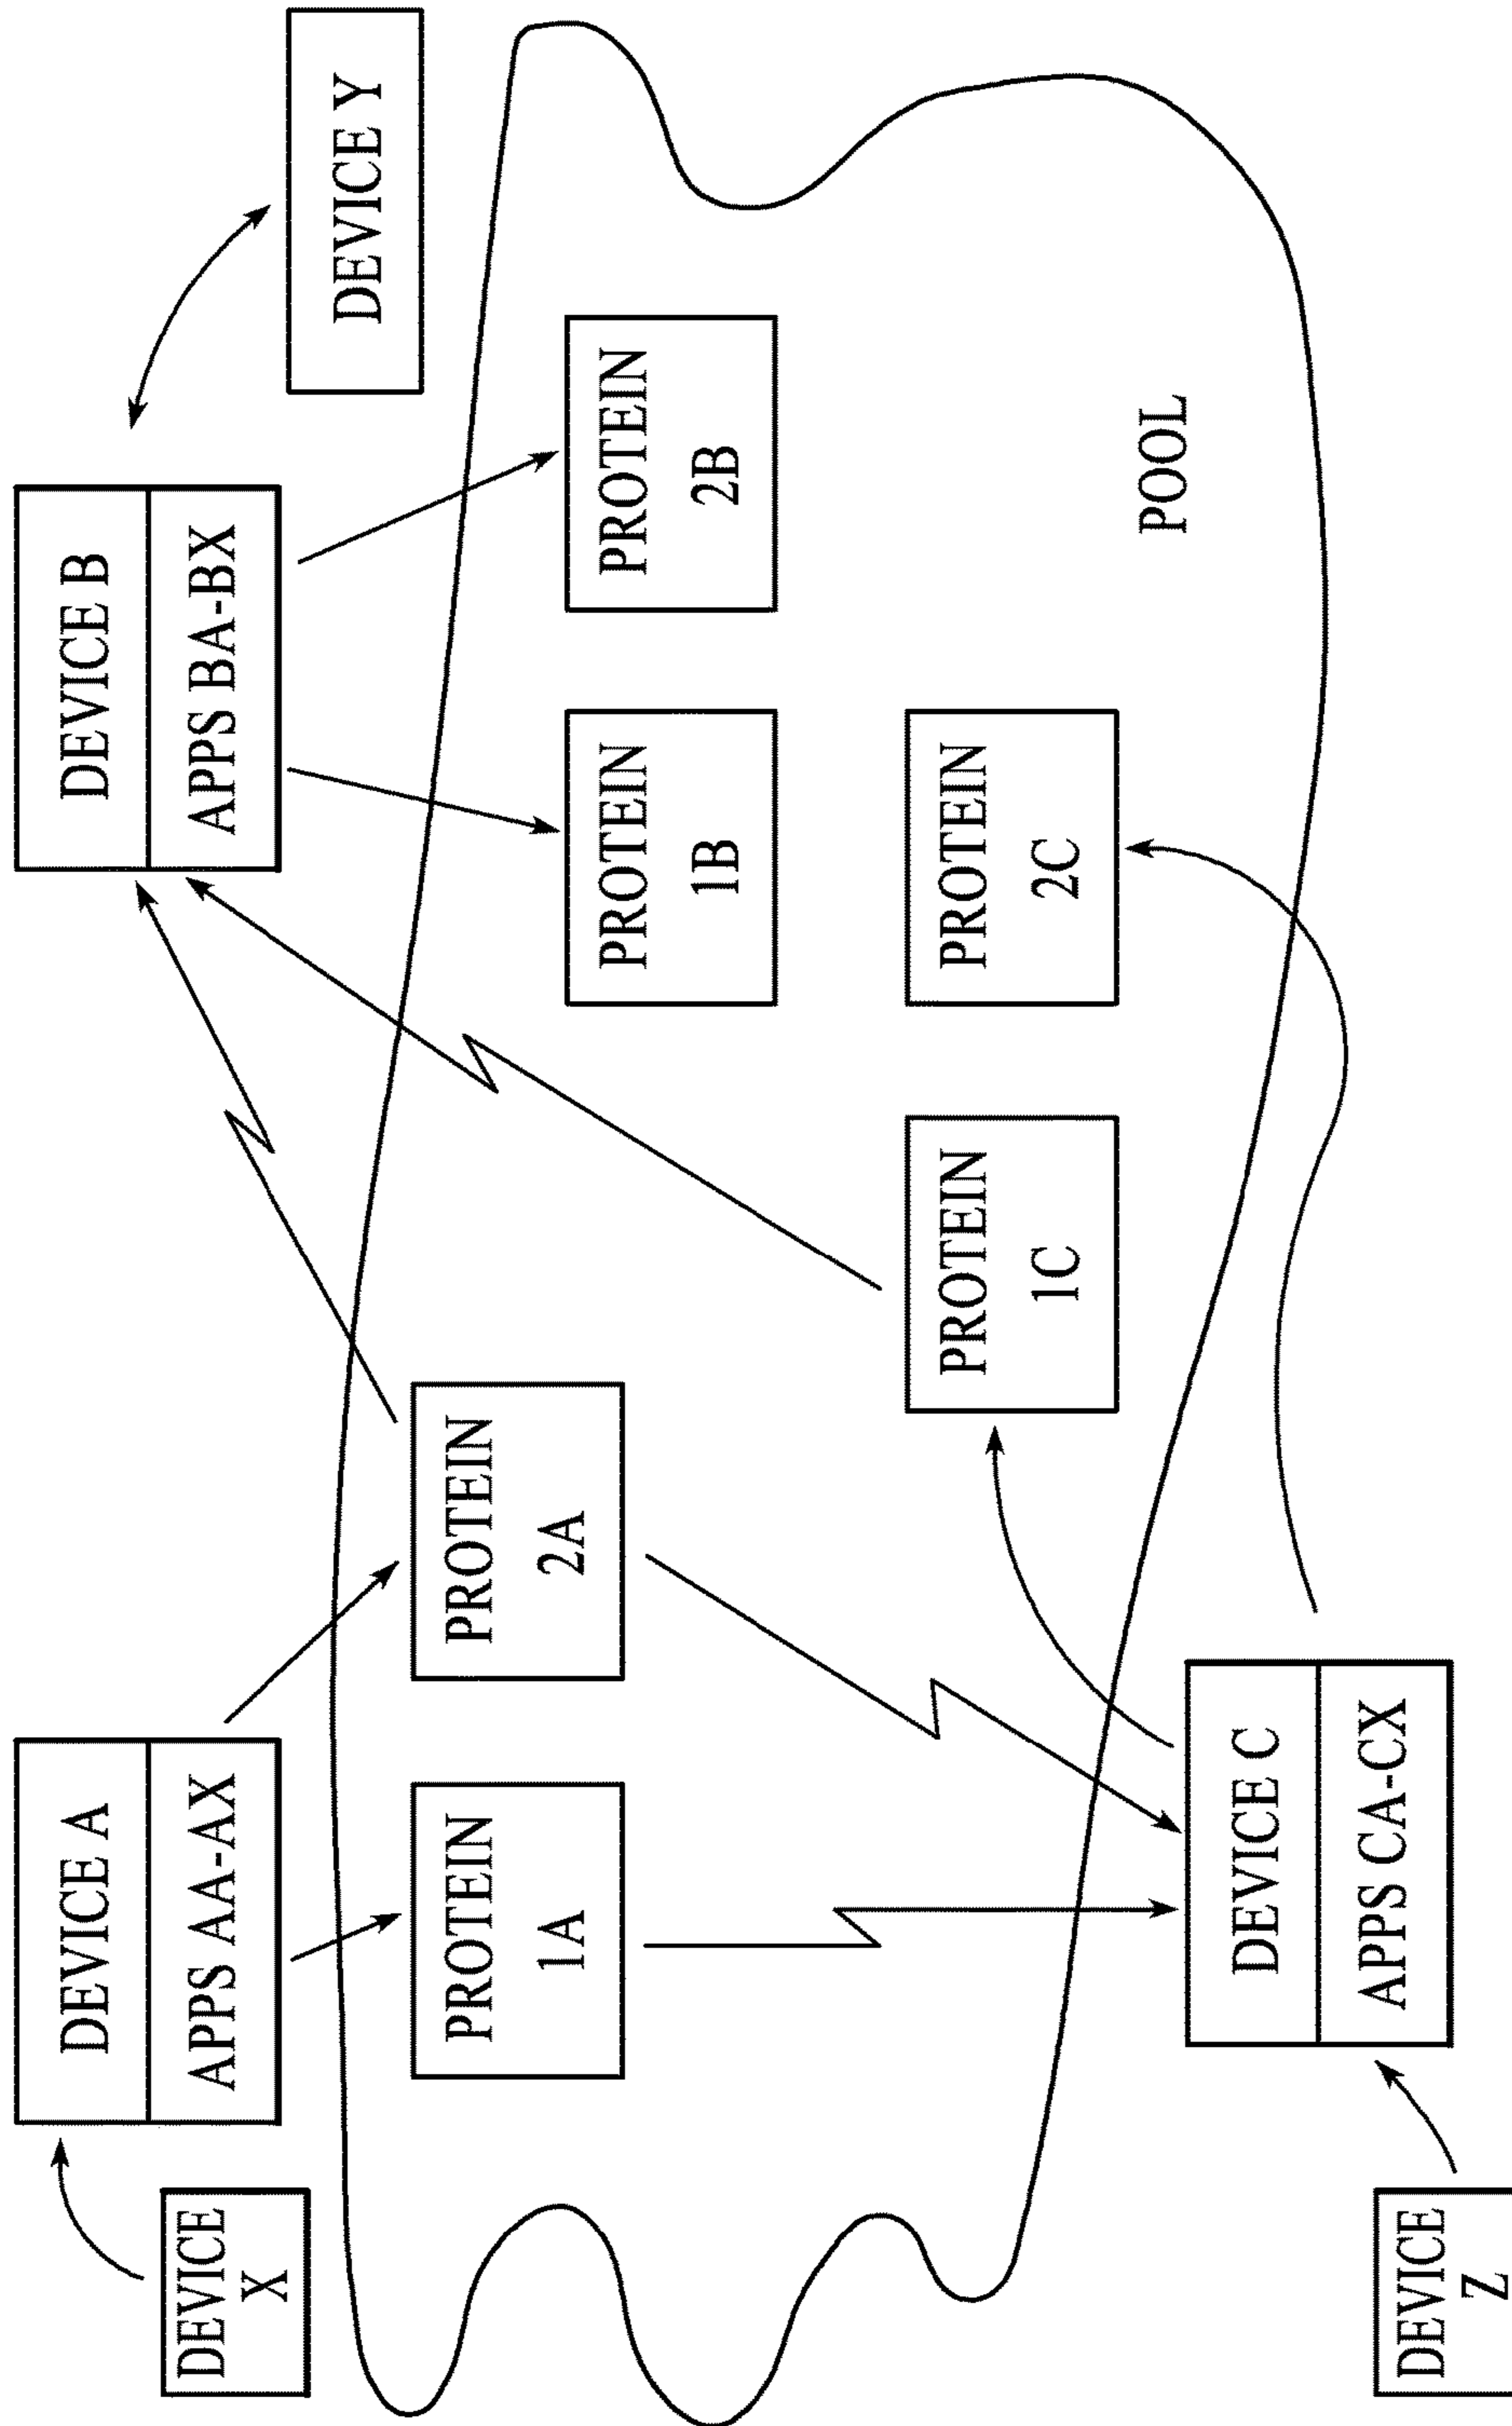 DEVICE
X
DEVICE A
APPS AA-AX
DEVICE B
APPS BA-BX
DEVICE Y
PROTEIN
1A
PROTEIN
2A
PROTEIN
1B
PROTEIN
2B
PROTEIN
1C
PROTEIN
2C
POOL
DEVICE
Z
DEVICE C
APPS CA-CX